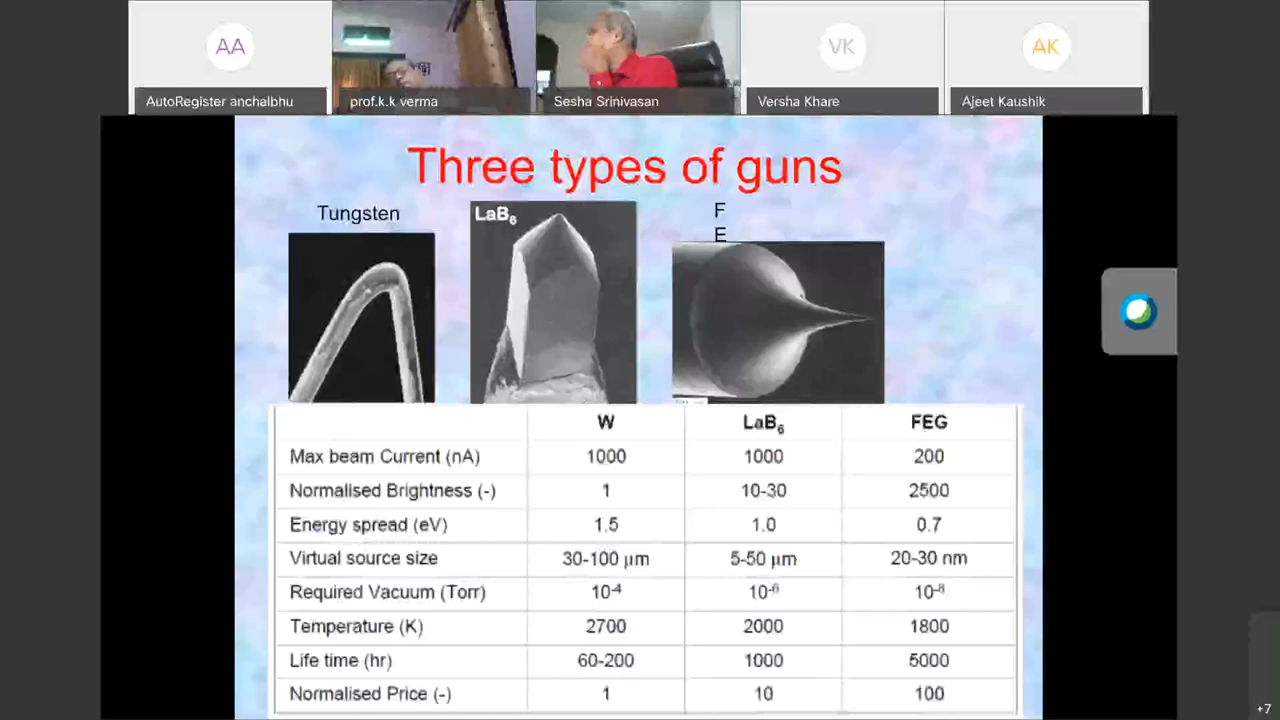 AA
VK
AK
AutoRegister anchalbhu
prof.k.k verma
Sesha Srinivasan
Versha Khare
Ajeet Kaushik
Three types of guns
Tungsten
LaB₆
F
E
W LaB₆ FEG
Max beam Current (nA) 1000 1000 200
Normalised Brightness (-) 1 10-30 2500
Energy spread (eV) 1.5 1.0 0.7
Virtual source size 30-100 μm 5-50 μm 20-30 nm
Required Vacuum (Torr) 10⁻⁴ 10⁻⁶ 10⁻⁸
Temperature (K) 2700 2000 1800
Life time (hr) 60-200 1000 5000
Normalised Price (-) 1 10 100
+7